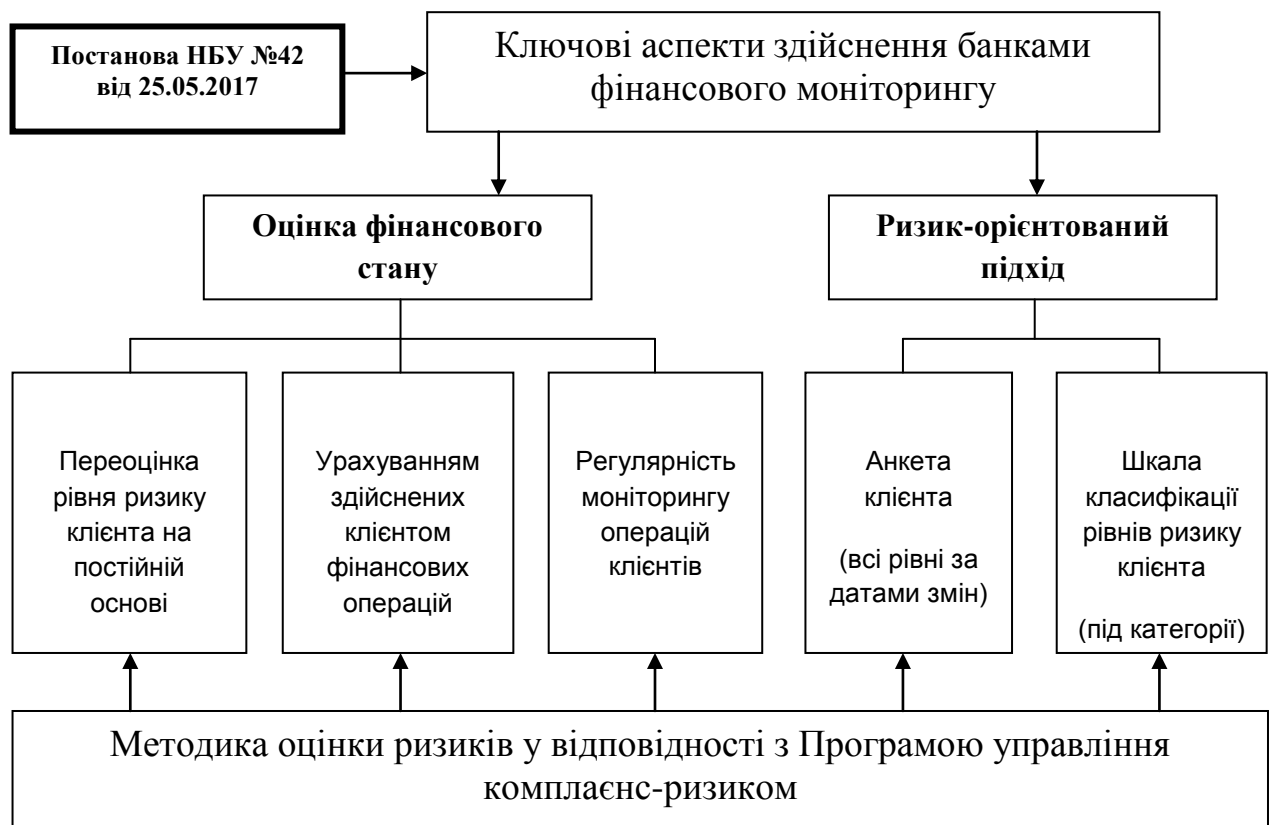 Постанова НБУ №42
від 25.05.2017
Ключові аспекти здійснення банками
фінансового моніторингу
Оцінка фінансового
стану
Ризик-орієнтований
підхід
Переоцінка
рівня ризику
клієнта на
постійній
основі
Урахуванням
здійснених
клієнтом
фінансових
операцій
Регулярність
моніторингу
операцій
клієнтів
Анкета
клієнта
(всі рівні за
датами змін)
Шкала
класифікації
рівнів ризику
клієнта
(під категорії)
Методика оцінки ризиків у відповідності з Програмою управління
комплаєнс-ризиком